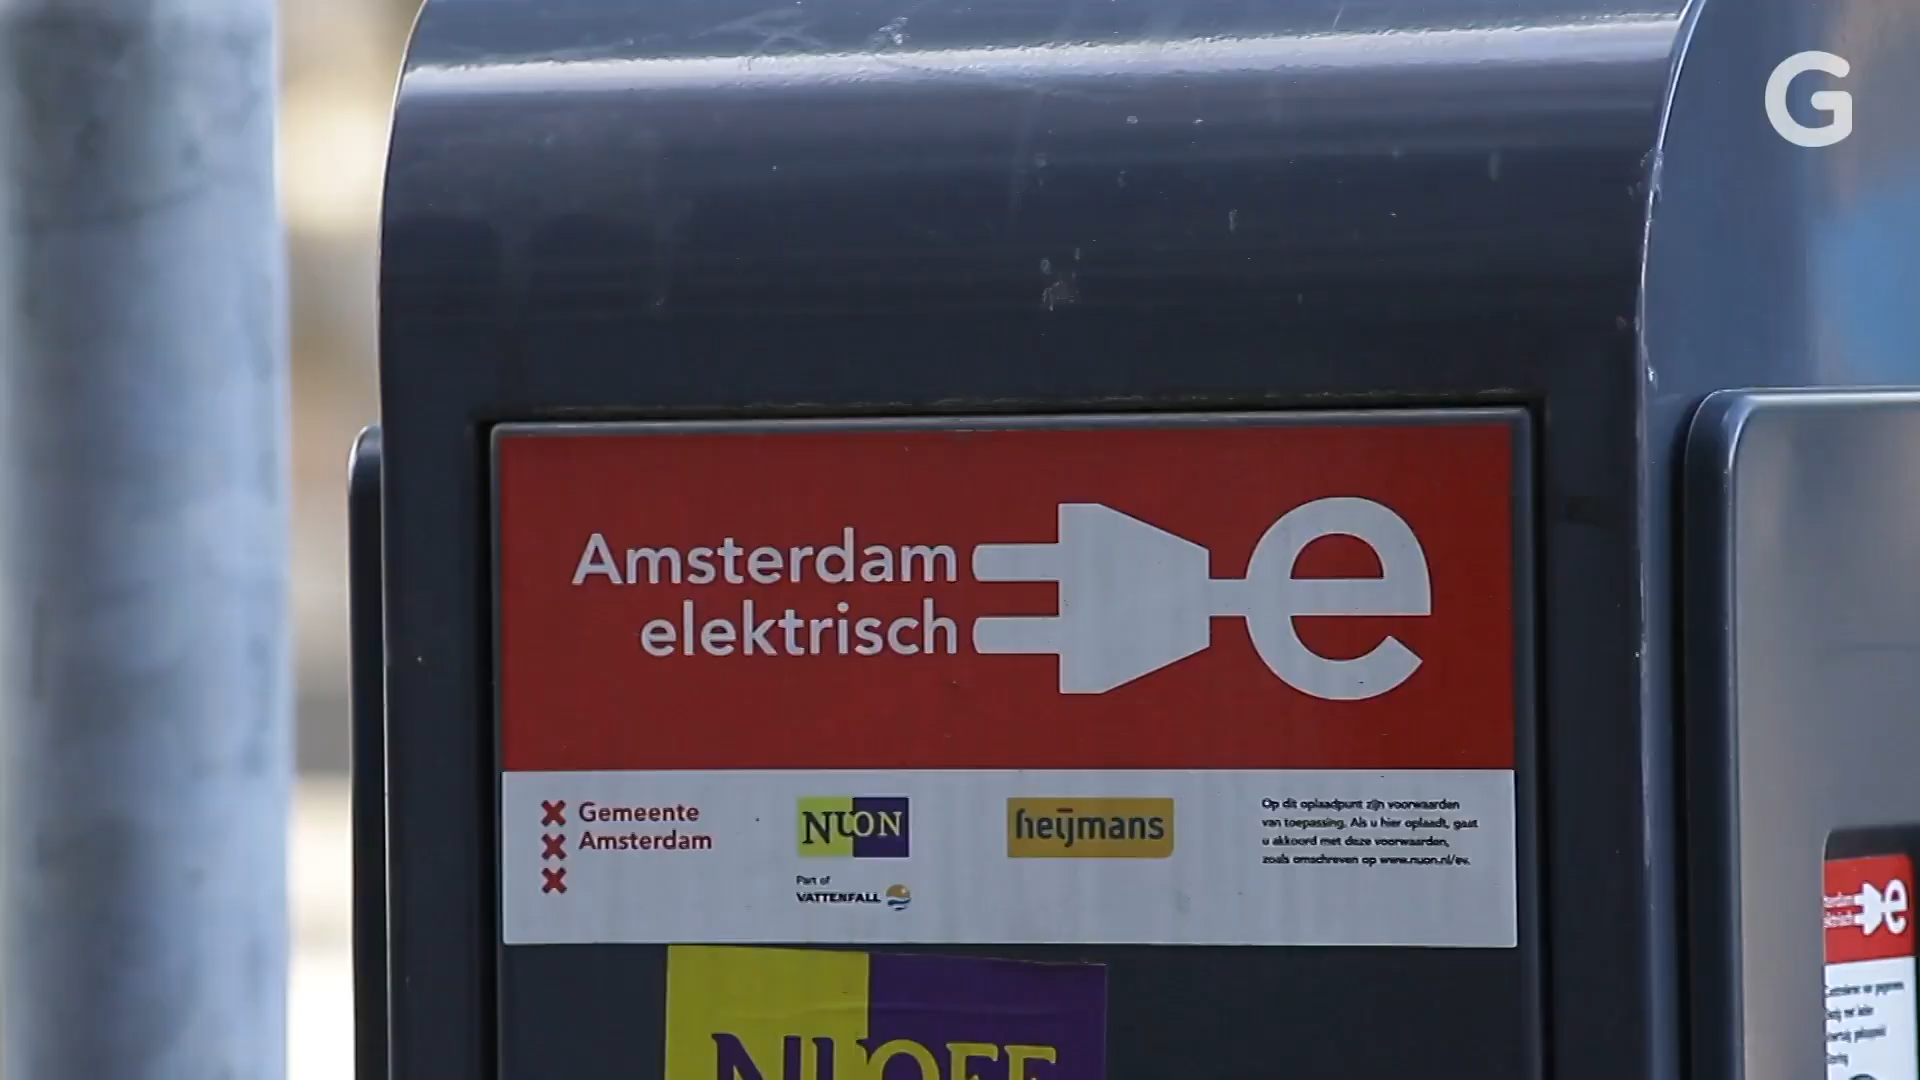 G
Amsterdam
elektrisch
e
Gemeente
Amsterdam
NUON
Part of
VATTENFALL
heijmans
Op dit oplaadpunt zijn voorwaarden
van toepassing. Als u hier oplaadt, gaat
u akkoord met deze voorwaarden,
zoals omschreven op www.nuon.nl/ev.
NUOFF
e